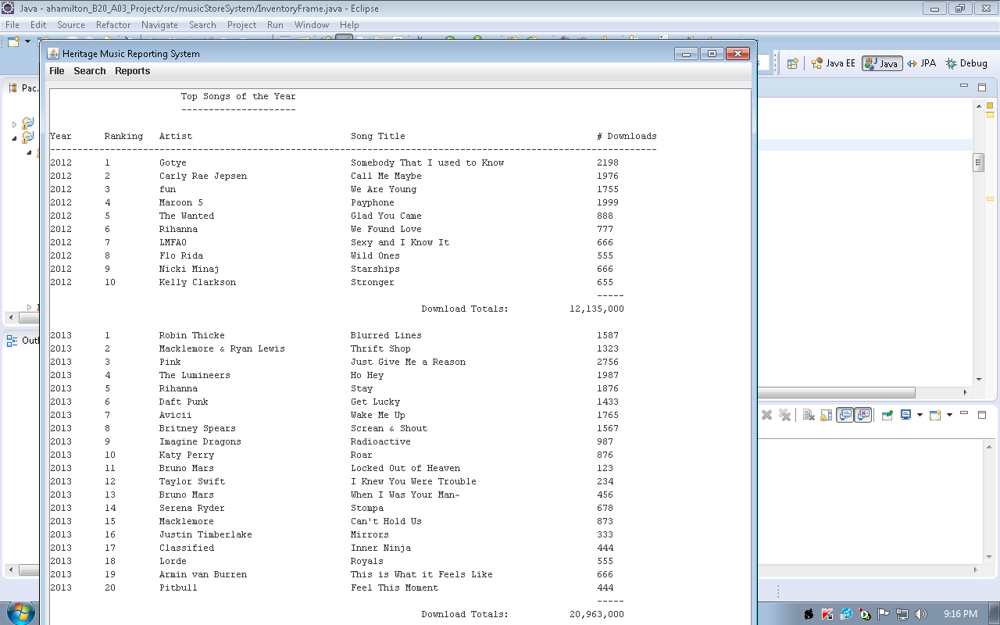 Java - ahamilton_B20_A03_Project/src/musicStoreSystem/InventoryFrame.java - Eclipse
File Edit Source Refactor Navigate Search Project Run Window Help
Heritage Music Reporting System
Java EE Java JPA Debug
File Search Reports
Pac
Top Songs of the Year
---------------------
Year Ranking Artist Song Title # Downloads
---------------------------------------------------------------------------------------------------------------
2012 1 Gotye Somebody That I used to Know 2198
2012 2 Carly Rae Jepsen Call Me Maybe 1976
2012 3 fun We Are Young 1755
2012 4 Maroon 5 Payphone 1999
2012 5 The Wanted Glad You Came 888
2012 6 Rihanna We Found Love 777
2012 7 LMFAO Sexy and I Know It 666
2012 8 Flo Rida Wild Ones 555
2012 9 Nicki Minaj Starships 666
2012 10 Kelly Clarkson Stronger 655
-----
Download Totals: 12,135,000
2013 1 Robin Thicke Blurred Lines 1587
2013 2 Macklemore & Ryan Lewis Thrift Shop 1323
2013 3 Pink Just Give Me a Reason 2756
2013 4 The Lumineers Ho Hey 1987
2013 5 Rihanna Stay 1876
2013 6 Daft Punk Get Lucky 1433
2013 7 Avicii Wake Me Up 1765
2013 8 Britney Spears Screan & Shout 1567
2013 9 Imagine Dragons Radioactive 987
2013 10 Katy Perry Roar 876
2013 11 Bruno Mars Locked Out of Heaven 123
2013 12 Taylor Swift I Knew You Were Trouble 234
2013 13 Bruno Mars When I Was Your Man~ 456
2013 14 Serena Ryder Stompa 678
2013 15 Macklemore Can't Hold Us 873
2013 16 Justin Timberlake Mirrors 333
2013 17 Classified Inner Ninja 444
2013 18 Lorde Royals 555
2013 19 Armin van Burren This is What it Feels Like 666
2013 20 Pitbull Feel This Moment 444
-----
Download Totals: 20,963,000
Outl
9:16 PM